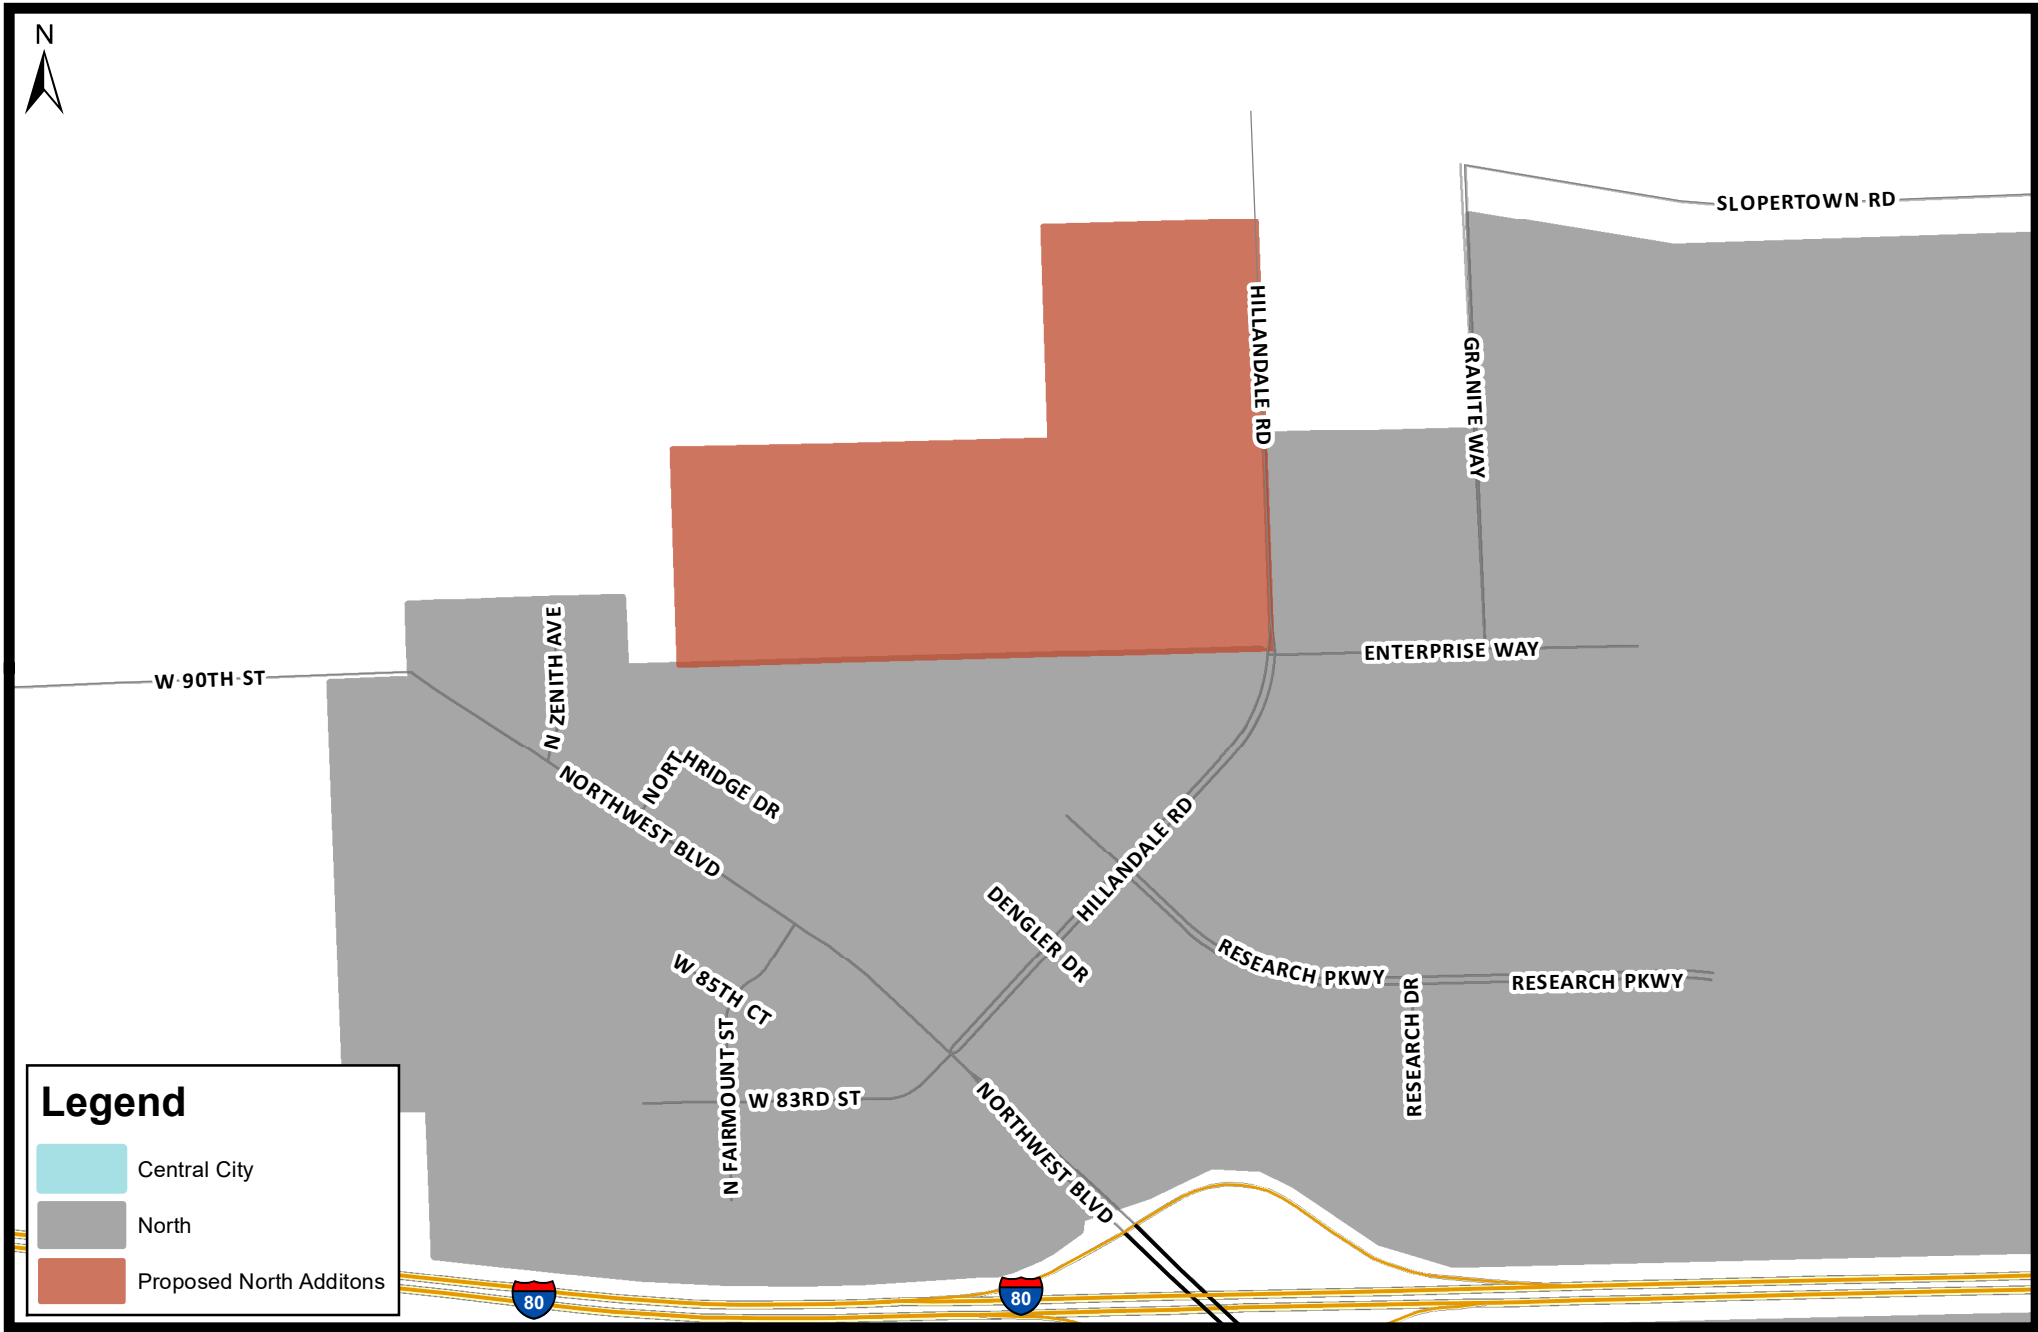 N
SLOPERTOWN RD
HILLANDALE RD
GRANITE WAY
N ZENITH AVE
ENTERPRISE WAY
W 90TH ST
NORTHRIDGE DR
NORTHWEST BLVD
HILLANDALE RD
DENGLER DR
RESEARCH PKWY
RESEARCH PKWY
W 85TH CT
RESEARCH DR
N FAIRMOUNT ST
W 83RD ST
NORTHWEST BLVD
Legend
Central City
North
Proposed North Additons
80
80